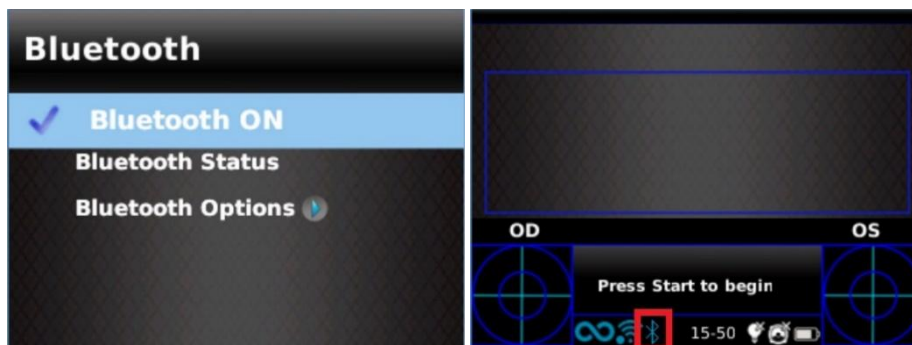 Bluetooth
Bluetooth ON
Bluetooth Status
Bluetooth Options
OD OS
Press Start to begin
15-50